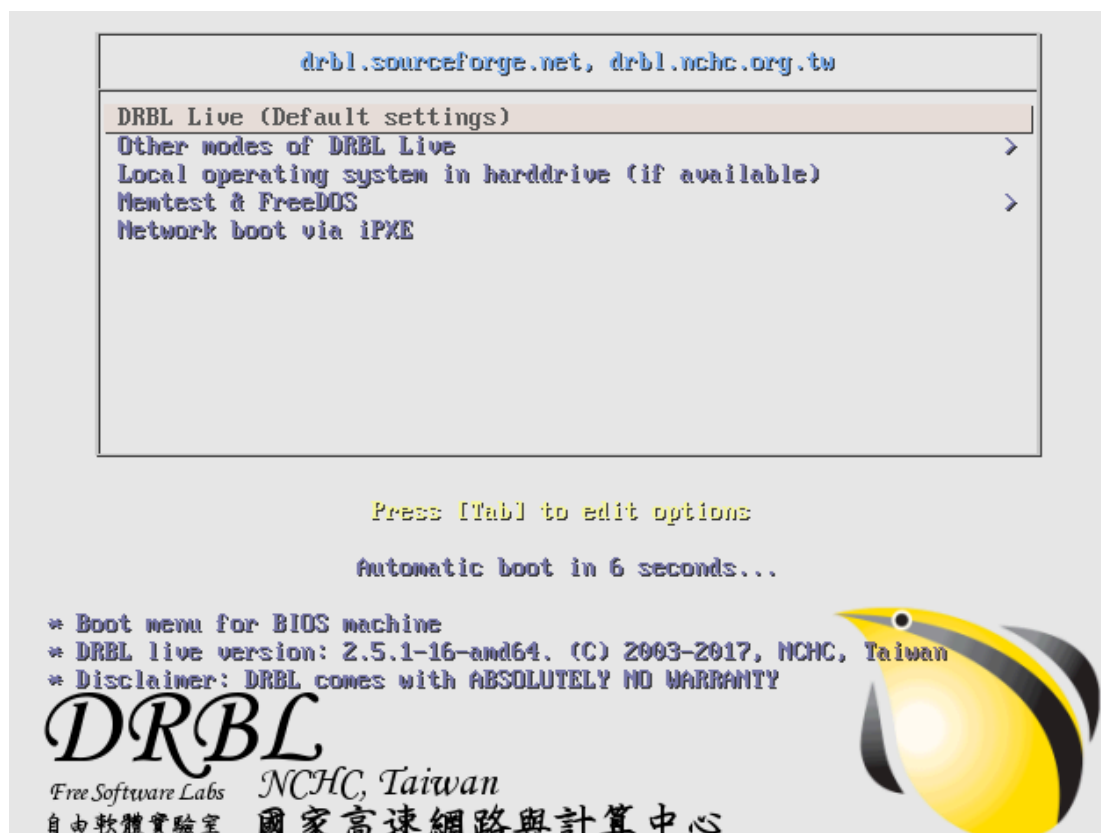 drbl.sourceforge.net, drbl.nchc.org.tw
DRBL Live (Default settings)
Other modes of DRBL Live >
Local operating system in harddrive (if available)
Memtest & FreeDOS >
Network boot via iPXE
Press [Tab] to edit options
Automatic boot in 6 seconds...
* Boot menu for BIOS machine
* DRBL live version: 2.5.1-16-amd64. (C) 2003-2017, NCHC, Taiwan
* Disclaimer: DRBL comes with ABSOLUTELY NO WARRANTY
DRBL
Free Software Labs NCHC, Taiwan
自由軟體實驗室 國家高速網路與計算中心